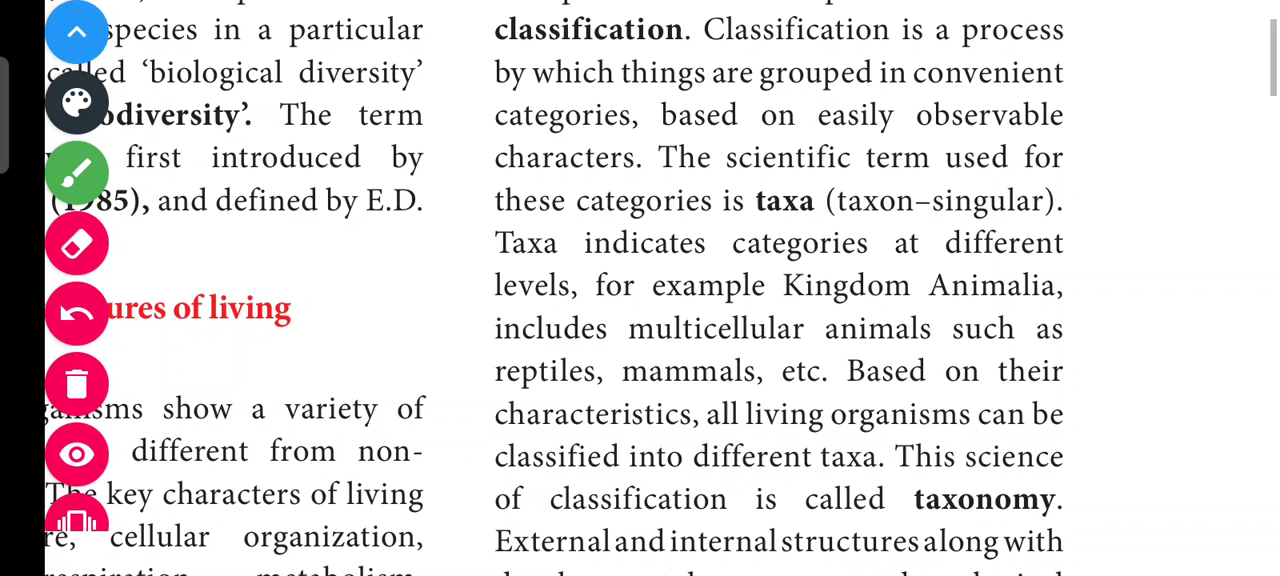 species in a particular
called ‘biological diversity’
odiversity’. The term
first introduced by
(1985), and defined by E.D.
ures of living
ganisms show a variety of
different from non-
The key characters of living
re, cellular organization,
respiration, metabolism,
classification. Classification is a process
by which things are grouped in convenient
categories, based on easily observable
characters. The scientific term used for
these categories is taxa (taxon–singular).
Taxa indicates categories at different
levels, for example Kingdom Animalia,
includes multicellular animals such as
reptiles, mammals, etc. Based on their
characteristics, all living organisms can be
classified into different taxa. This science
of classification is called taxonomy.
External and internal structures along with